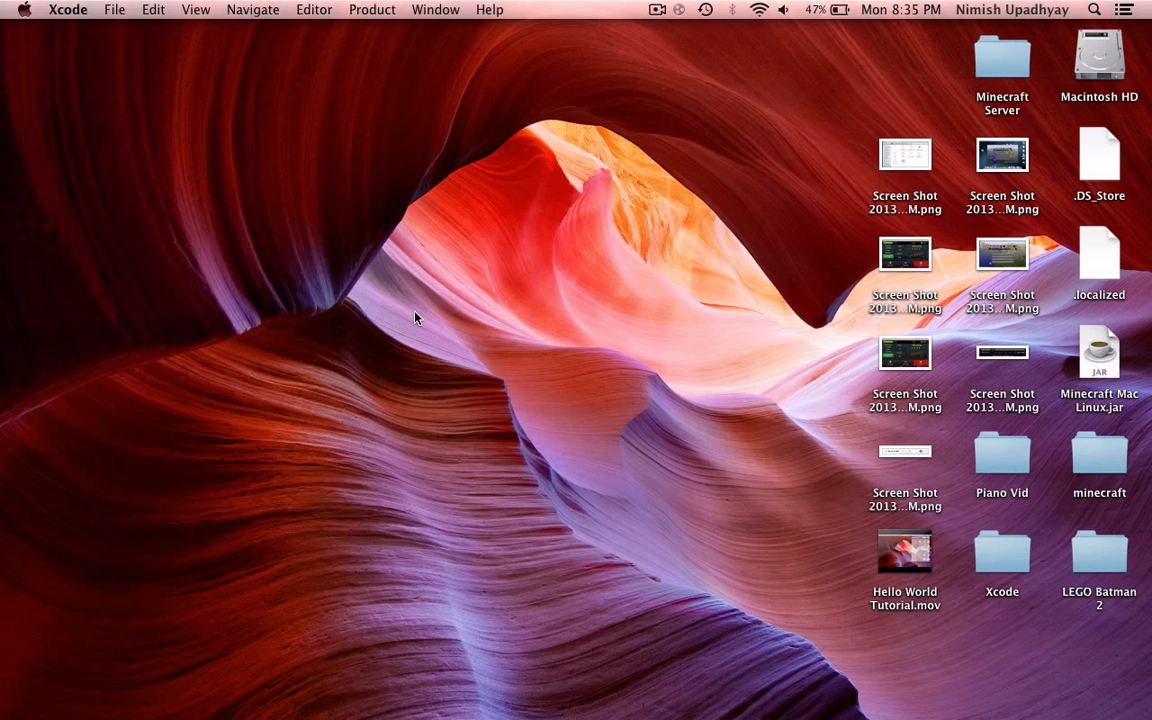 Xcode File Edit View Navigate Editor Product Window Help 47% Mon 8:35 PM Nimish Upadhyay
Minecraft
Server
Macintosh HD
Screen Shot
2013...M.png
Screen Shot
2013...M.png
.DS_Store
Screen Shot
2013...M.png
Screen Shot
2013...M.png
.localized
JAR
Screen Shot
2013...M.png
Screen Shot
2013...M.png
Minecraft Mac
Linux.jar
Screen Shot
2013...M.png
Piano Vid
minecraft
Hello World
Tutorial.mov
Xcode
LEGO Batman
2